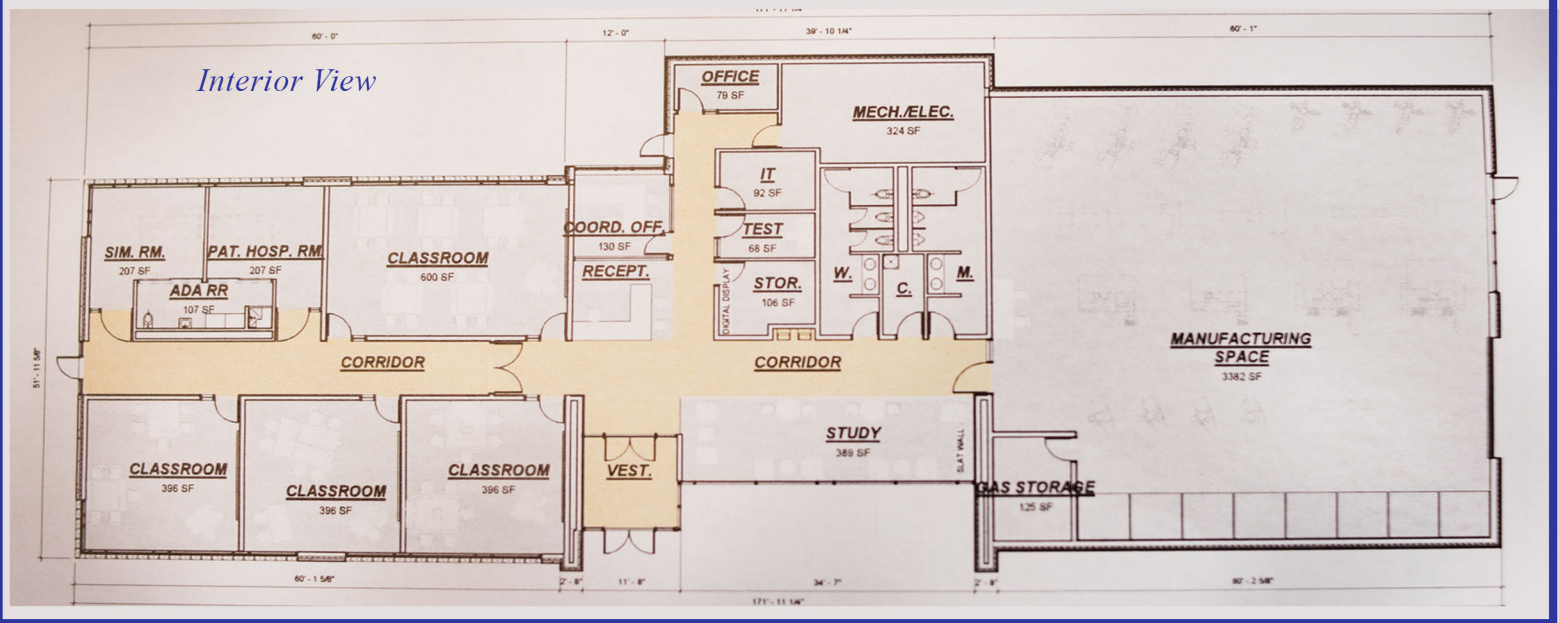 60' - 0"
12' - 0"
39' - 10 1/4"
60' - 1"
Interior View
OFFICE
79 SF
MECH./ELEC.
324 SF
IT
92 SF
COORD. OFF.
130 SF
TEST
68 SF
SIM. RM.
207 SF
PAT. HOSP. RM.
207 SF
CLASSROOM
600 SF
RECEPT.
DIGITAL DISPLAY
STOR.
106 SF
W.
C.
M.
ADA RR
107 SF
51' - 11 5/8"
CORRIDOR
CORRIDOR
MANUFACTURING
SPACE
3382 SF
CLASSROOM
396 SF
CLASSROOM
396 SF
CLASSROOM
396 SF
VEST.
STUDY
389 SF
SLAT WALL
GAS STORAGE
125 SF
60' - 1 5/8"
2' - 8"
11' - 8"
34' - 7"
2' - 8"
60' - 2 5/8"
171' - 11 1/4"